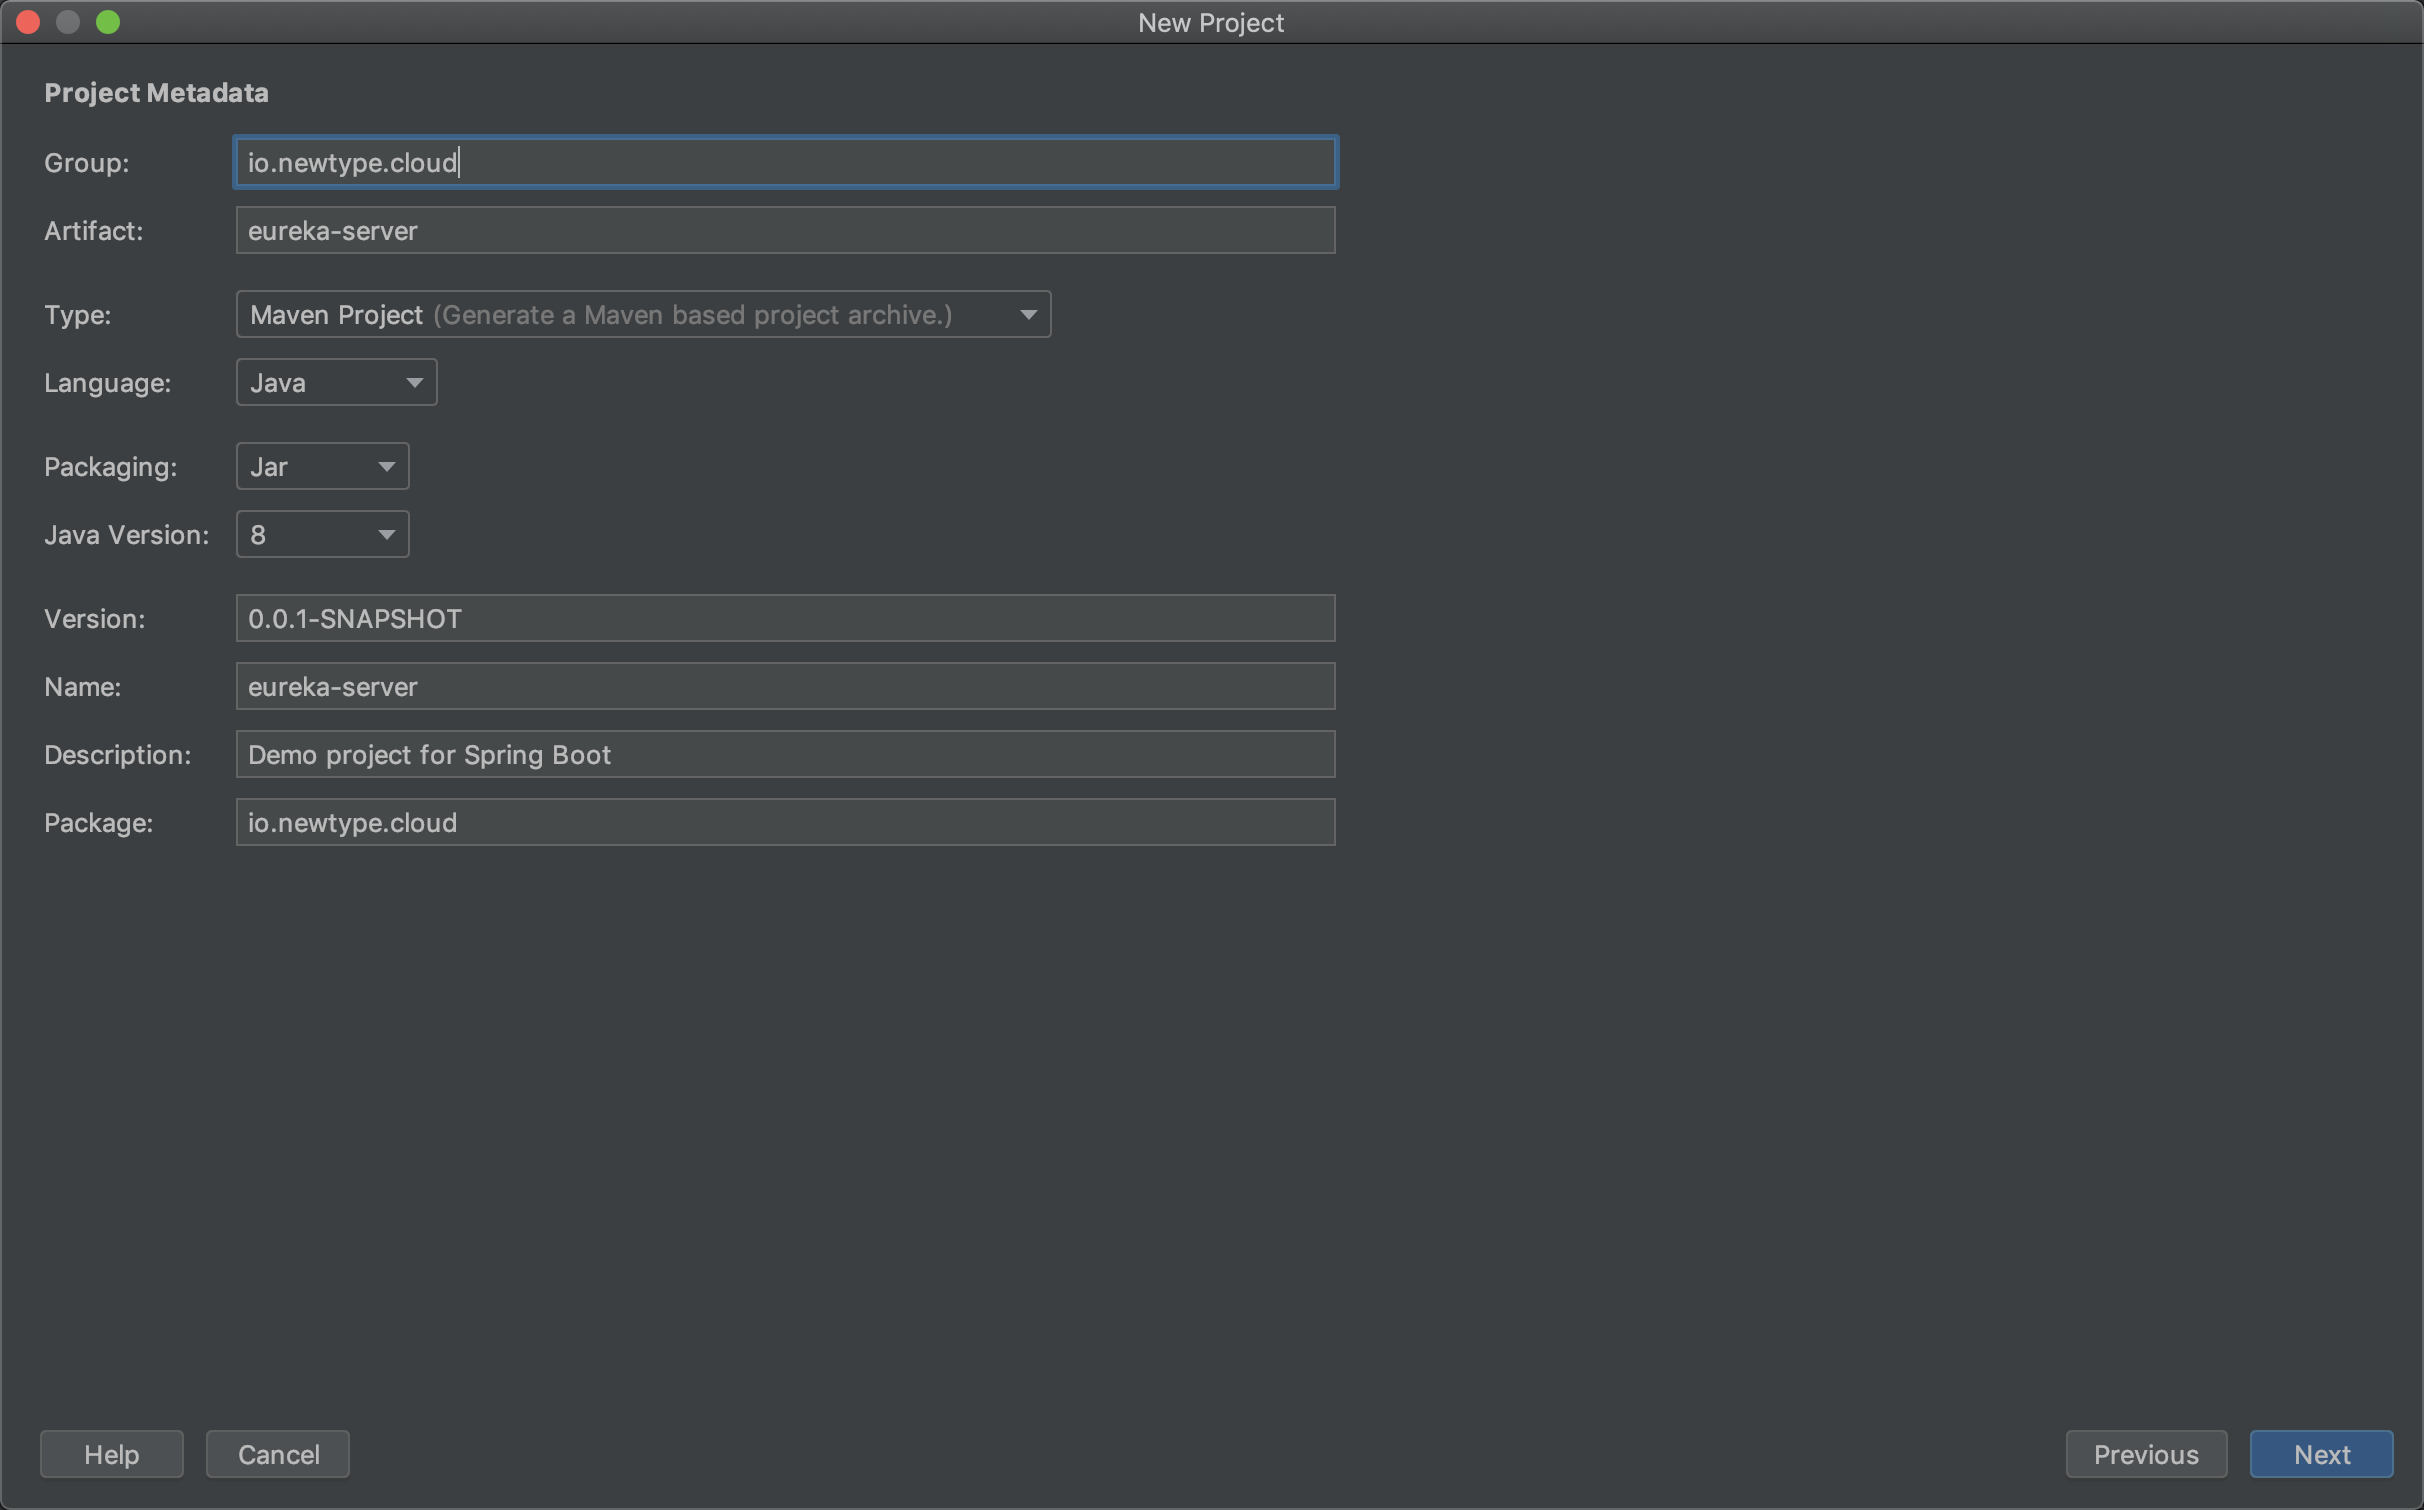 New Project
Project Metadata
Group: io.newtype.cloud
Artifact: eureka-server
Type: Maven Project (Generate a Maven based project archive.)
Language: Java
Packaging: Jar
Java Version: 8
Version: 0.0.1-SNAPSHOT
Name: eureka-server
Description: Demo project for Spring Boot
Package: io.newtype.cloud
Help Cancel Previous Next